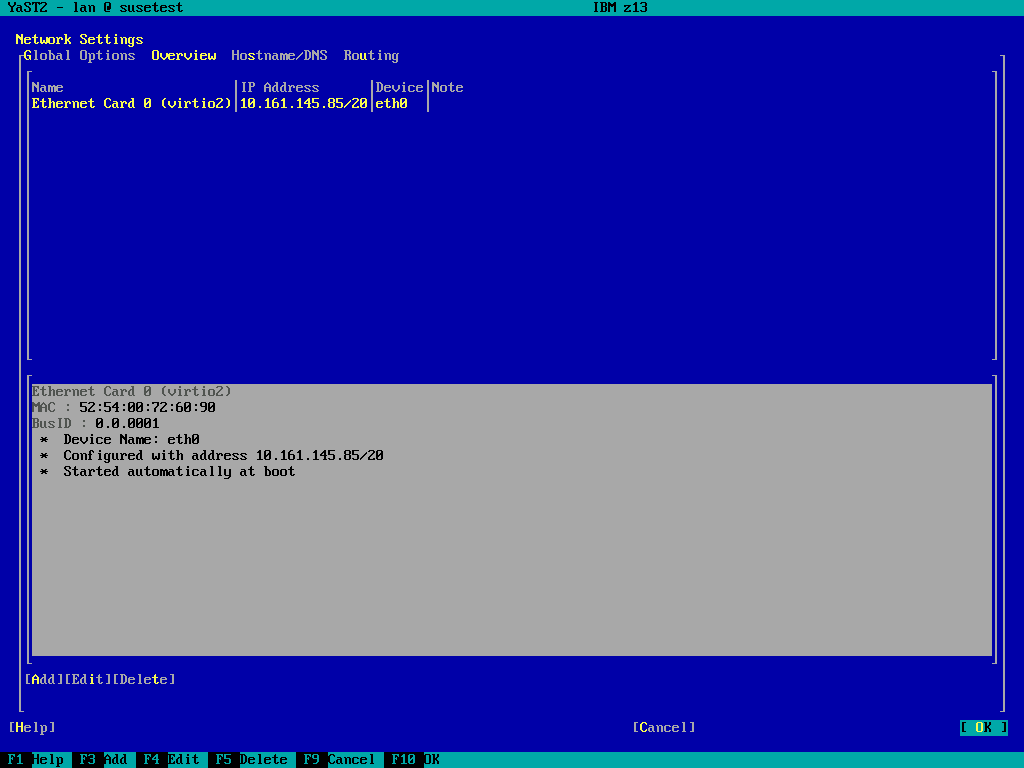 YaST2 - lan @ susetest IBM z13
Network Settings
Global Options Overview Hostname/DNS Routing
Name IP Address Device Note
Ethernet Card 0 (virtio2) 10.161.145.85/20 eth0
Ethernet Card 0 (virtio2)
MAC : 52:54:00:72:60:90
BusID : 0.0.0001
* Device Name: eth0
* Configured with address 10.161.145.85/20
* Started automatically at boot
[Add][Edit][Delete]
[Help] [Cancel] [ OK ]
F1 Help F3 Add F4 Edit F5 Delete F9 Cancel F10 OK